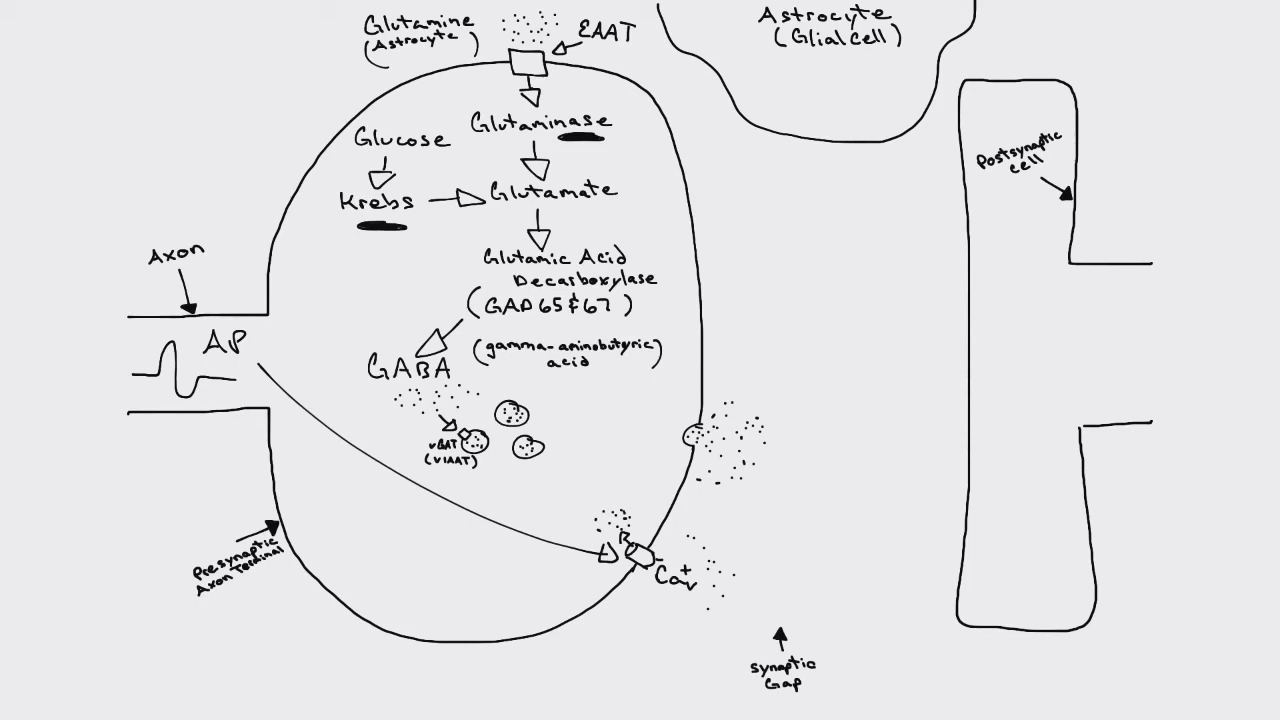 Glutamine
(Astrocyte)
EAAT
Astrocyte
(Glial cell)
Glucose
Glutaminase
Krebs
Glutamate
Postsynaptic
cell
Axon
Glutamic Acid
Decarboxylase
(GAD 65 & 67)
AP
GABA
(gamma-aminobutyric
acid)
vGAT
(VIAAT)
Presynaptic
Axon Terminal
Cav+
Synaptic
Gap